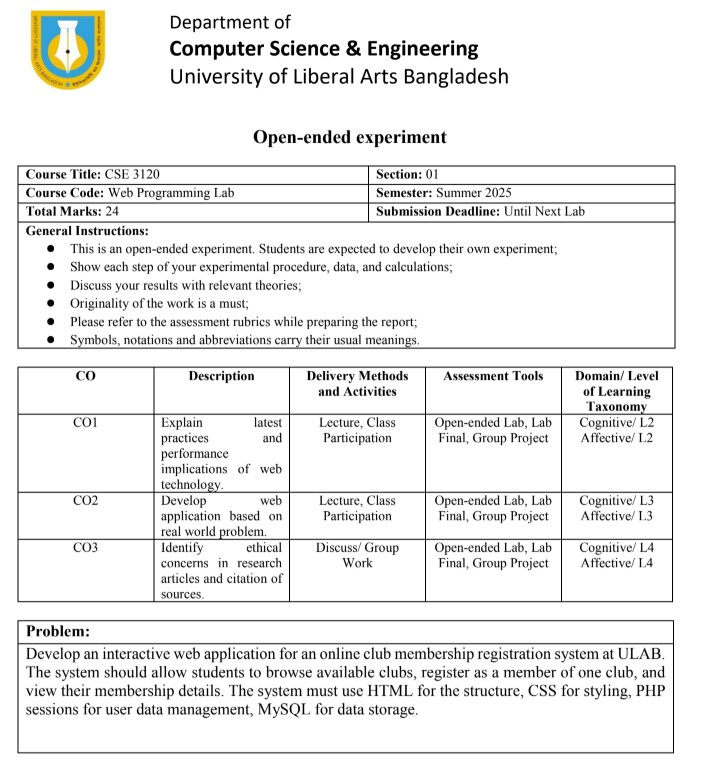 Department of
Computer Science & Engineering
University of Liberal Arts Bangladesh
Open-ended experiment
Course Title: CSE 3120
Section: 01
Course Code: Web Programming Lab
Semester: Summer 2025
Total Marks: 24
Submission Deadline: Until Next Lab
General Instructions:
● This is an open-ended experiment. Students are expected to develop their own experiment;
● Show each step of your experimental procedure, data, and calculations;
● Discuss your results with relevant theories;
● Originality of the work is a must;
● Please refer to the assessment rubrics while preparing the report;
● Symbols, notations and abbreviations carry their usual meanings.
CO
Description
Delivery Methods
and Activities
Assessment Tools
Domain/ Level
of Learning
Taxonomy
CO1
Explain latest
practices and
performance
implications of web
technology.
Lecture, Class
Participation
Open-ended Lab, Lab
Final, Group Project
Cognitive/ L2
Affective/ L2
CO2
Develop web
application based on
real world problem.
Lecture, Class
Participation
Open-ended Lab, Lab
Final, Group Project
Cognitive/ L3
Affective/ L3
CO3
Identify ethical
concerns in research
articles and citation of
sources.
Discuss/ Group
Work
Open-ended Lab, Lab
Final, Group Project
Cognitive/ L4
Affective/ L4
Problem:
Develop an interactive web application for an online club membership registration system at ULAB.
The system should allow students to browse available clubs, register as a member of one club, and
view their membership details. The system must use HTML for the structure, CSS for styling, PHP
sessions for user data management, MySQL for data storage.